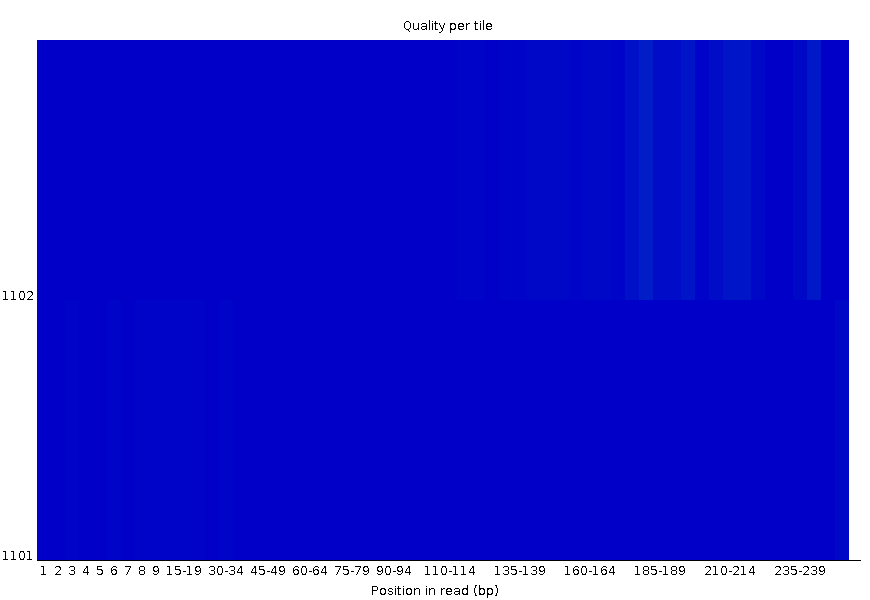 Quality per tile
1102
1101
1 2 3 4 5 6 7 8 9 15-19 30-34 45-49 60-64 75-79 90-94 110-114 135-139 160-164 185-189 210-214 235-239
Position in read (bp)